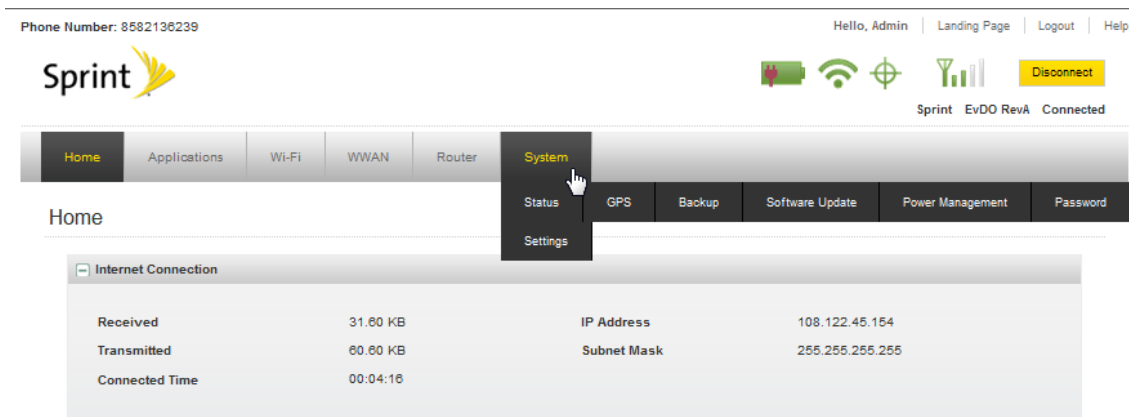 Phone Number: 8582136239 Hello, Admin Landing Page Logout Help
Sprint
Disconnect
Sprint EvDO RevA Connected
Home Applications Wi-Fi WWAN Router System
Status GPS Backup Software Update Power Management Password
Home
Settings
Internet Connection
Received 31.60 KB IP Address 108.122.45.154
Transmitted 60.60 KB Subnet Mask 255.255.255.255
Connected Time 00:04:16